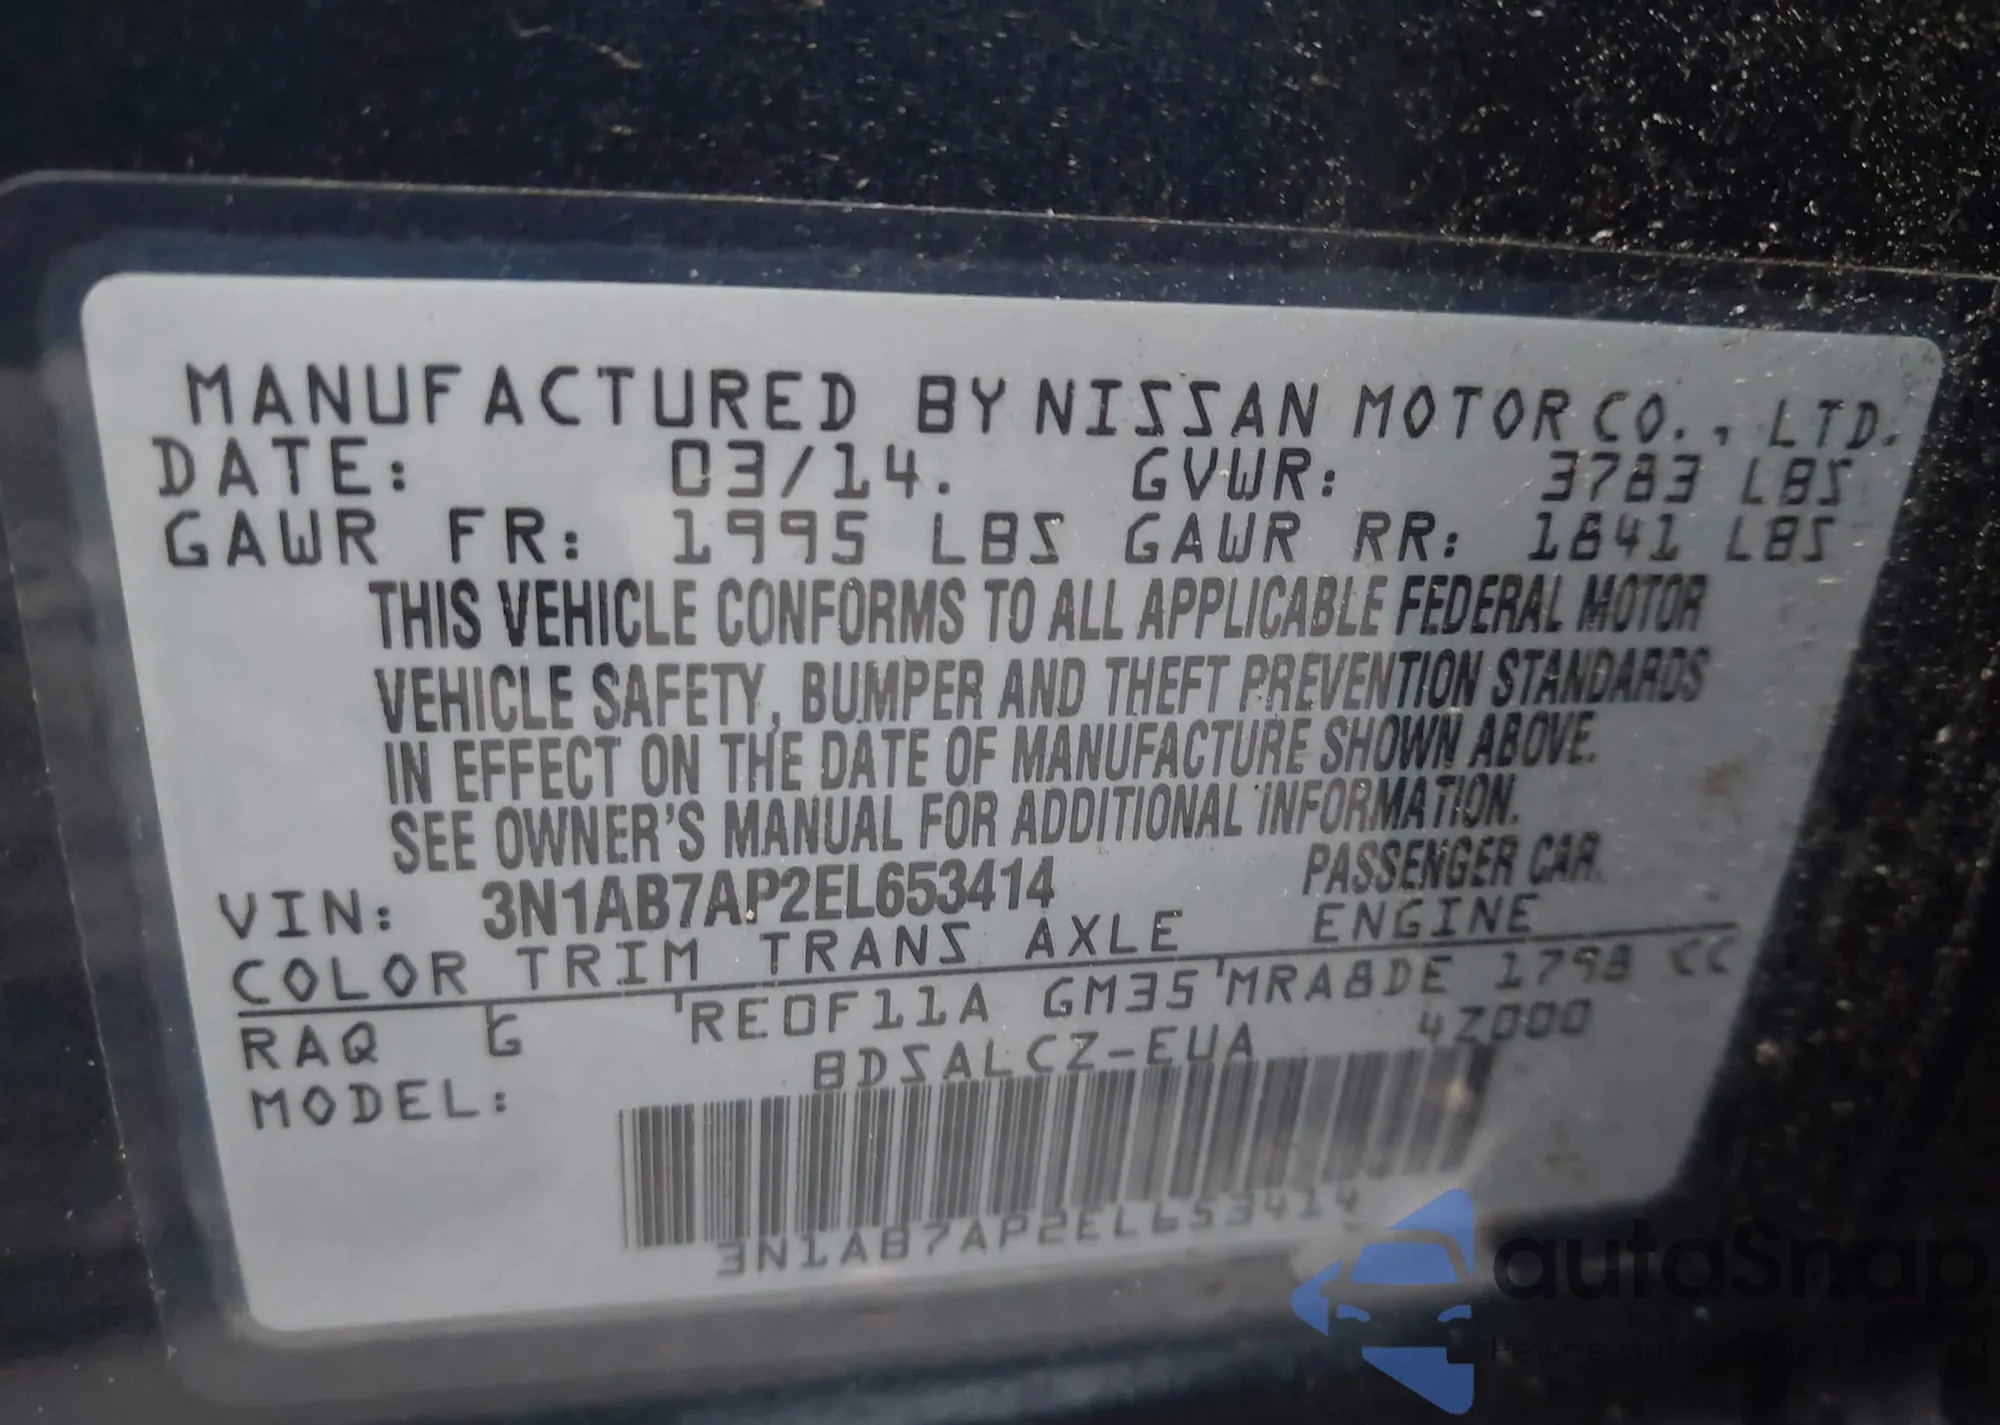 MANUFACTURED BY NISSAN MOTOR CO., LTD.
DATE: 03/14. GVWR: 3783 LBS
GAWR FR: 1995 LBS GAWR RR: 1841 LBS
THIS VEHICLE CONFORMS TO ALL APPLICABLE FEDERAL MOTOR
VEHICLE SAFETY, BUMPER AND THEFT PREVENTION STANDARDS
IN EFFECT ON THE DATE OF MANUFACTURE SHOWN ABOVE.
SEE OWNER'S MANUAL FOR ADDITIONAL INFORMATION.
VIN: 3N1AB7AP2EL653414 PASSENGER CAR
COLOR TRIM TRANS AXLE ENGINE
RAQ G RE0F11A GM35 MRA8DE 1798 CC
MODEL: BDSALCZ-EUA 4Z000
3N1AB7AP2EL653414
autoSnap